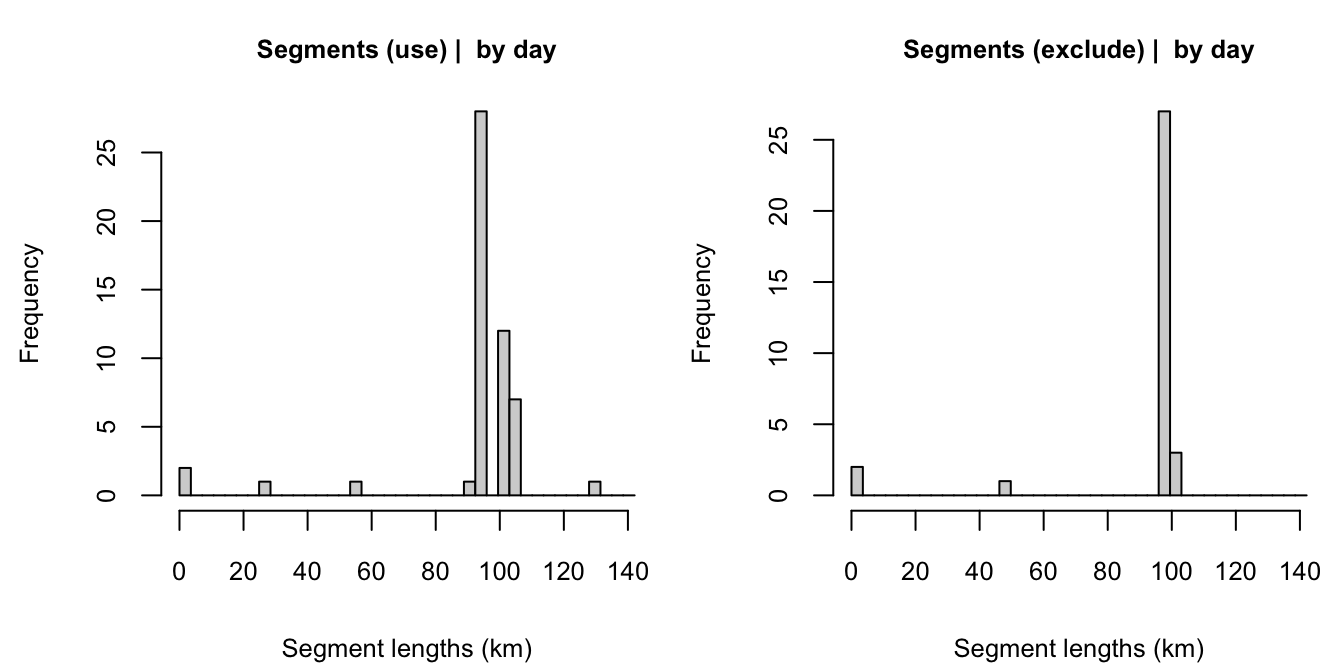 Segments (use) |  by day
Frequency
0 5 10 15 20 25
0 20 40 60 80 100 120 140
Segment lengths (km)
Segments (exclude) |  by day
Frequency
0 5 10 15 20 25
0 20 40 60 80 100 120 140
Segment lengths (km)